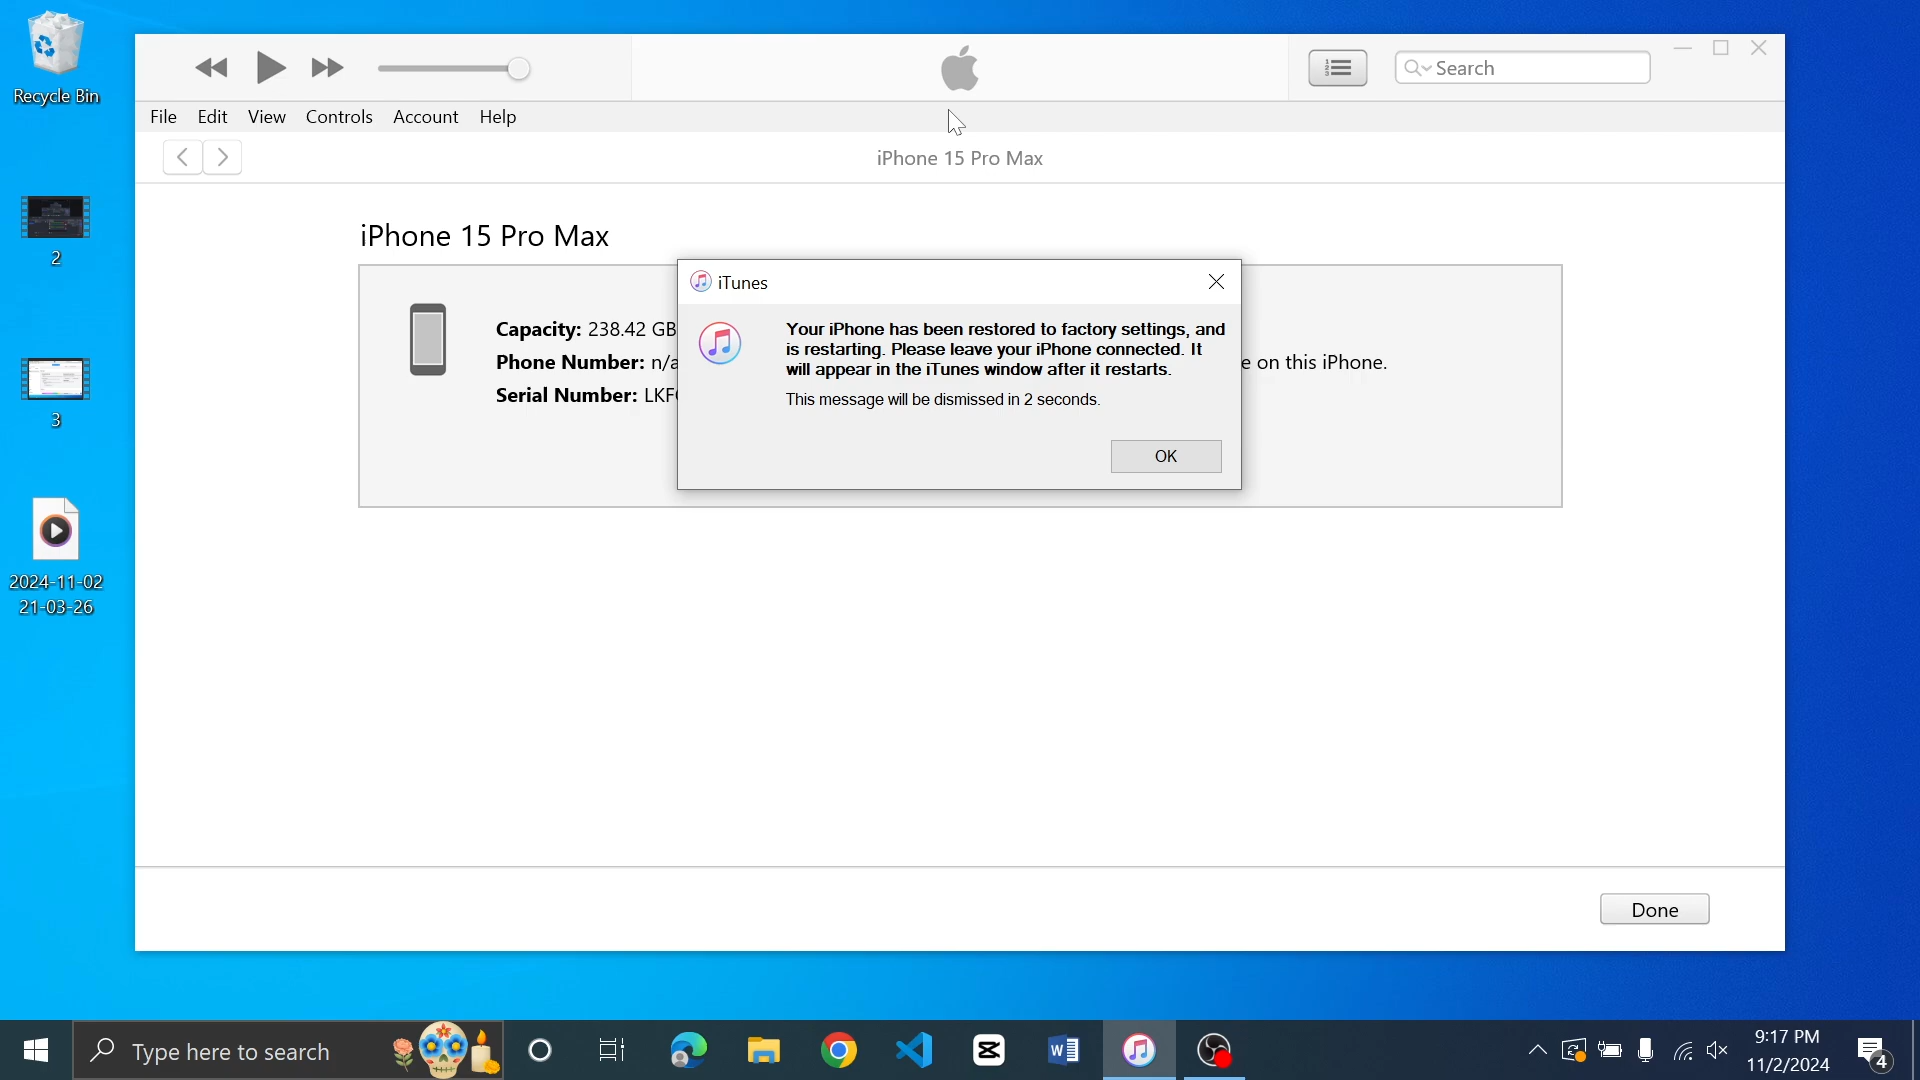 Recycle Bin
2
3
2024-11-02
21-03-26
Search
File Edit View Controls Account Help
iPhone 15 Pro Max
iPhone 15 Pro Max
Capacity: 238.42 GB
Phone Number: n/a
Serial Number: LKF
e on this iPhone.
iTunes
Your iPhone has been restored to factory settings, and
is restarting. Please leave your iPhone connected. It
will appear in the iTunes window after it restarts.
This message will be dismissed in 2 seconds.
OK
Done
Type here to search
9:17 PM
11/2/2024
4